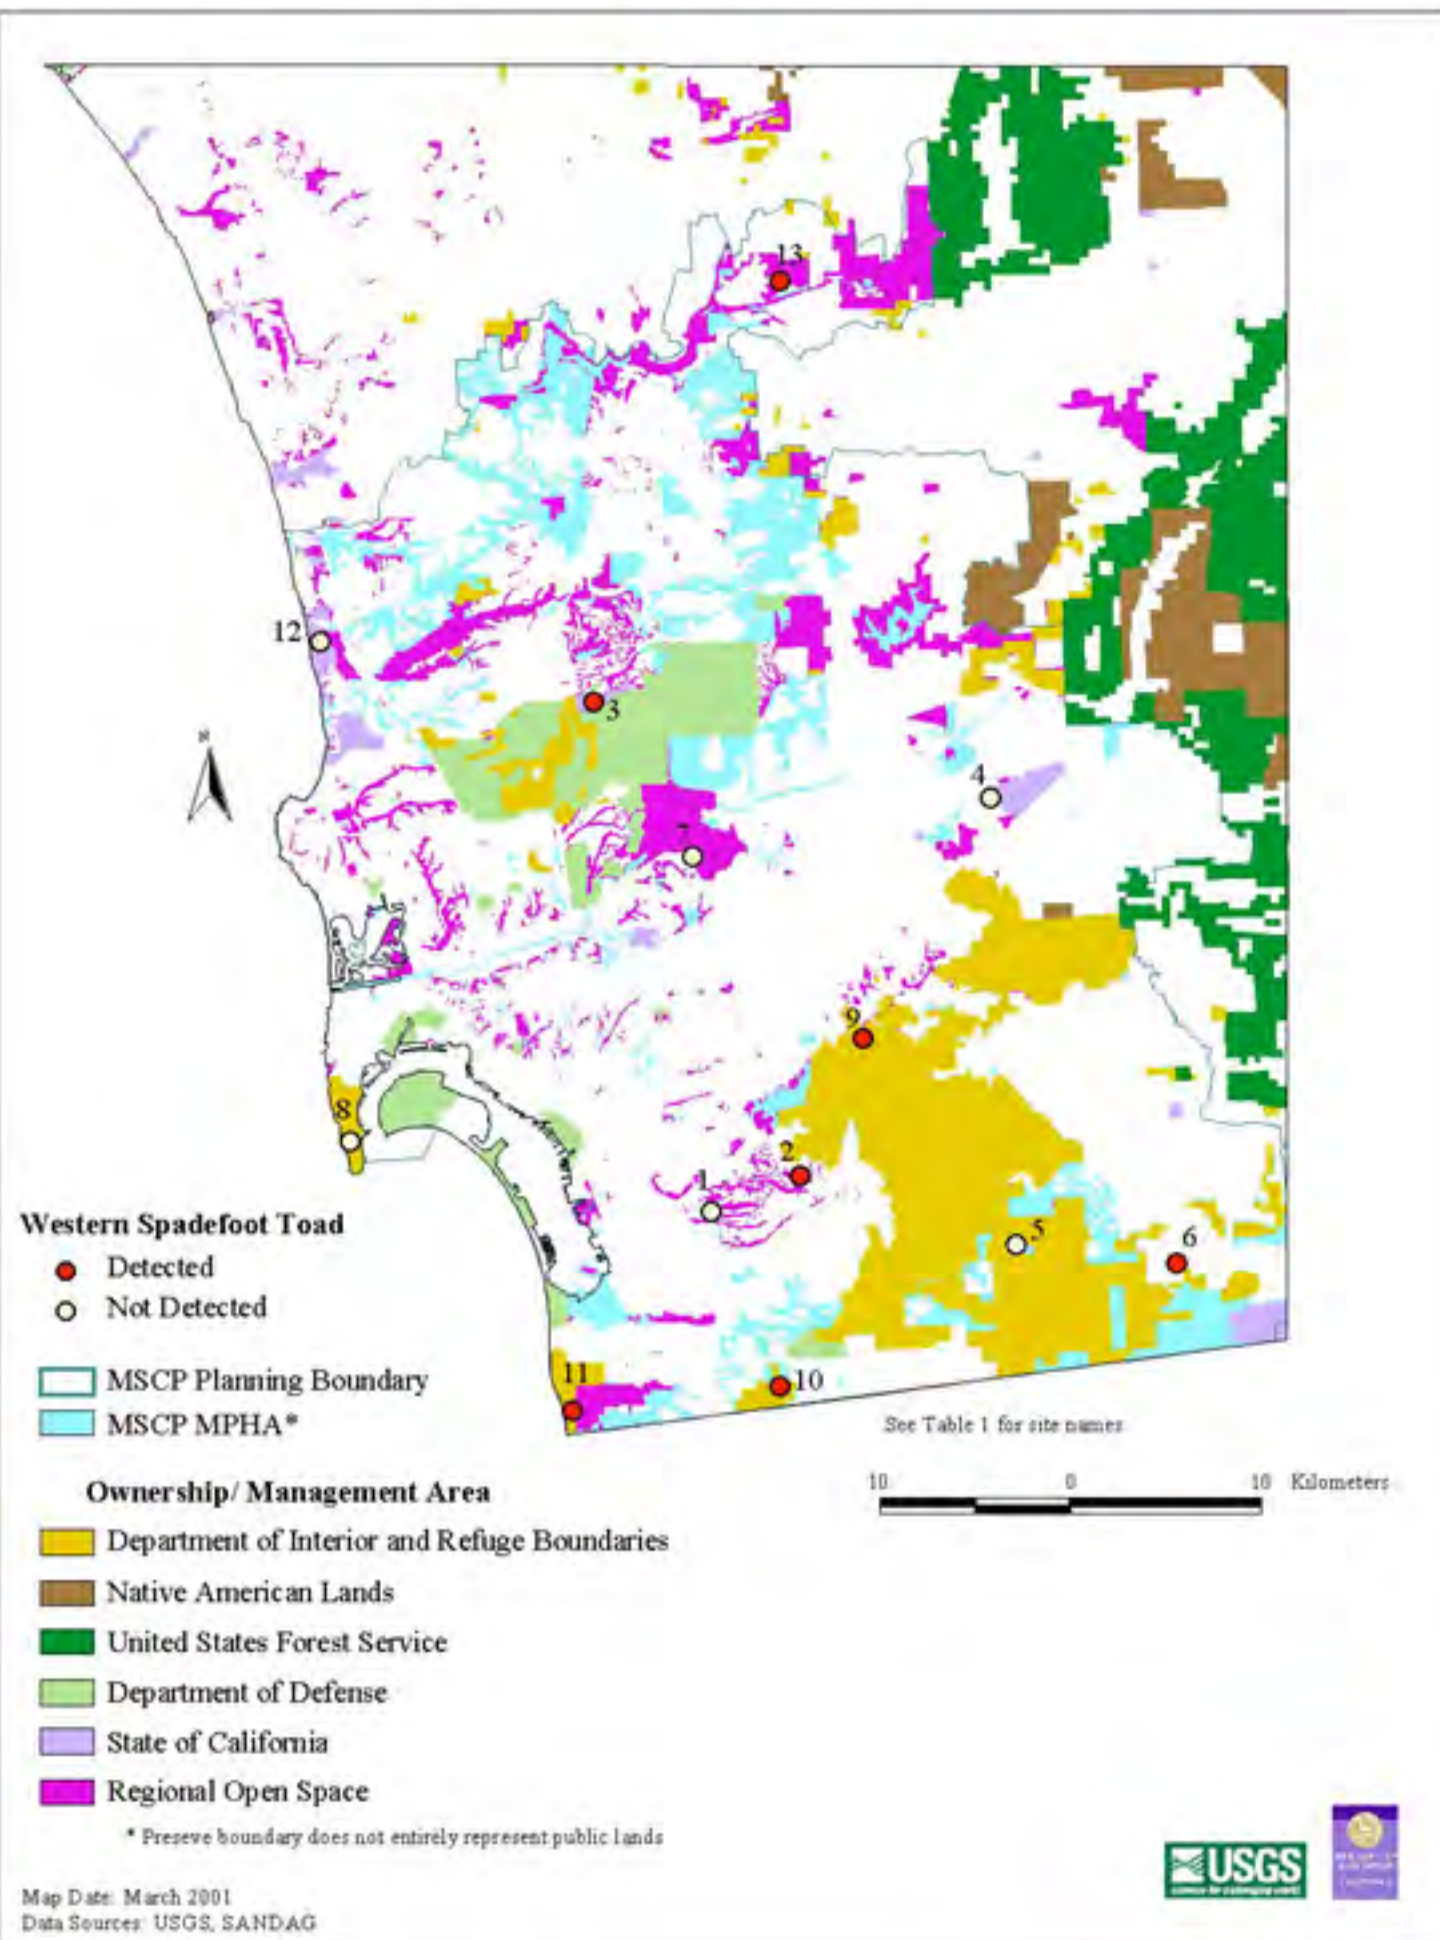 13
12
3
4
7
9
8
2
1
5
6
11
10
N
Western Spadefoot Toad
Detected
Not Detected
MSCP Planning Boundary
MSCP MPHA*
See Table 1 for site names
10 0 10 Kilometers
Ownership/ Management Area
Department of Interior and Refuge Boundaries
Native American Lands
United States Forest Service
Department of Defense
State of California
Regional Open Space
* Preseve boundary does not entirely represent public lands
USGS
science for a changing world
Map Date: March 2001
Data Sources: USGS, SANDAG